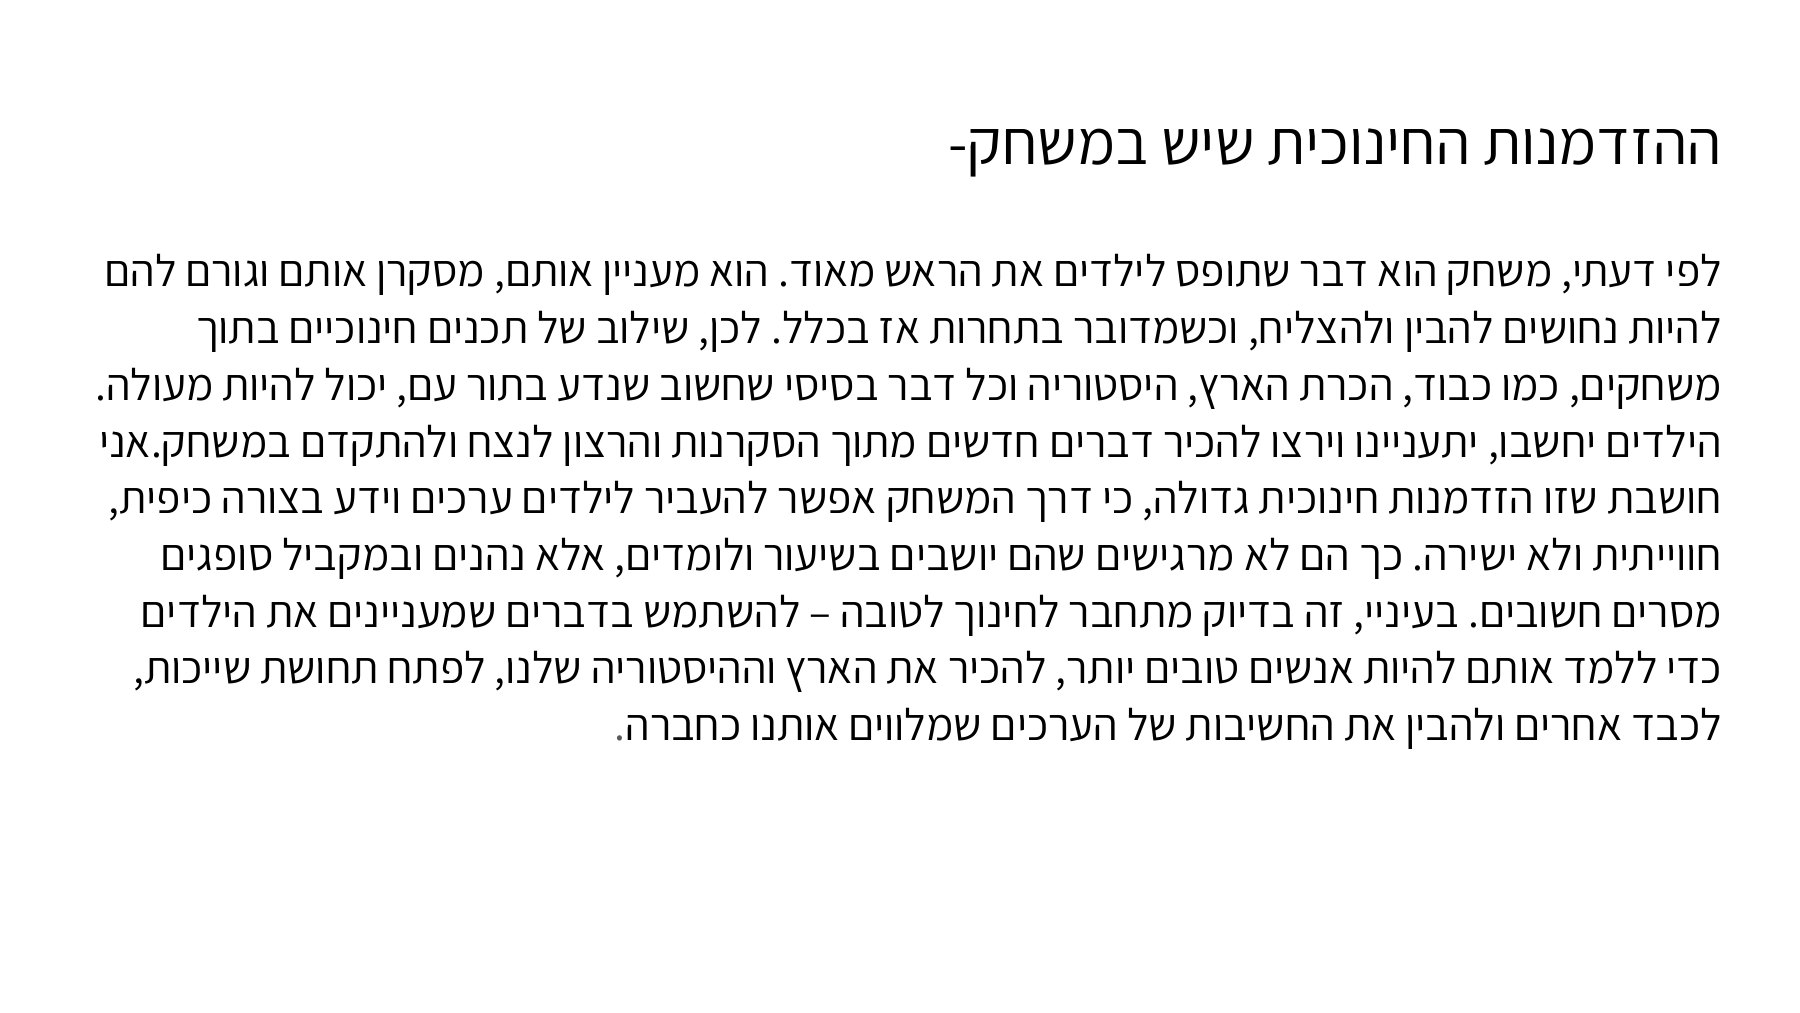 ההזדמנות החינוכית שיש במשחק-
לפי דעתי, משחק הוא דבר שתופס לילדים את הראש מאוד. הוא מעניין אותם, מסקרן אותם וגורם להם
להיות נחושים להבין ולהצליח, וכשמדובר בתחרות אז בכלל. לכן, שילוב של תכנים חינוכיים בתוך
משחקים, כמו כבוד, הכרת הארץ, היסטוריה וכל דבר בסיסי שחשוב שנדע בתור עם, יכול להיות מעולה.
הילדים יחשבו, יתעניינו וירצו להכיר דברים חדשים מתוך הסקרנות והרצון לנצח ולהתקדם במשחק.אני
חושבת שזו הזדמנות חינוכית גדולה, כי דרך המשחק אפשר להעביר לילדים ערכים וידע בצורה כיפית,
חווייתית ולא ישירה. כך הם לא מרגישים שהם יושבים בשיעור ולומדים, אלא נהנים ובמקביל סופגים
מסרים חשובים. בעיניי, זה בדיוק מתחבר לחינוך לטובה – להשתמש בדברים שמעניינים את הילדים
כדי ללמד אותם להיות אנשים טובים יותר, להכיר את הארץ וההיסטוריה שלנו, לפתח תחושת שייכות,
לכבד אחרים ולהבין את החשיבות של הערכים שמלווים אותנו כחברה.